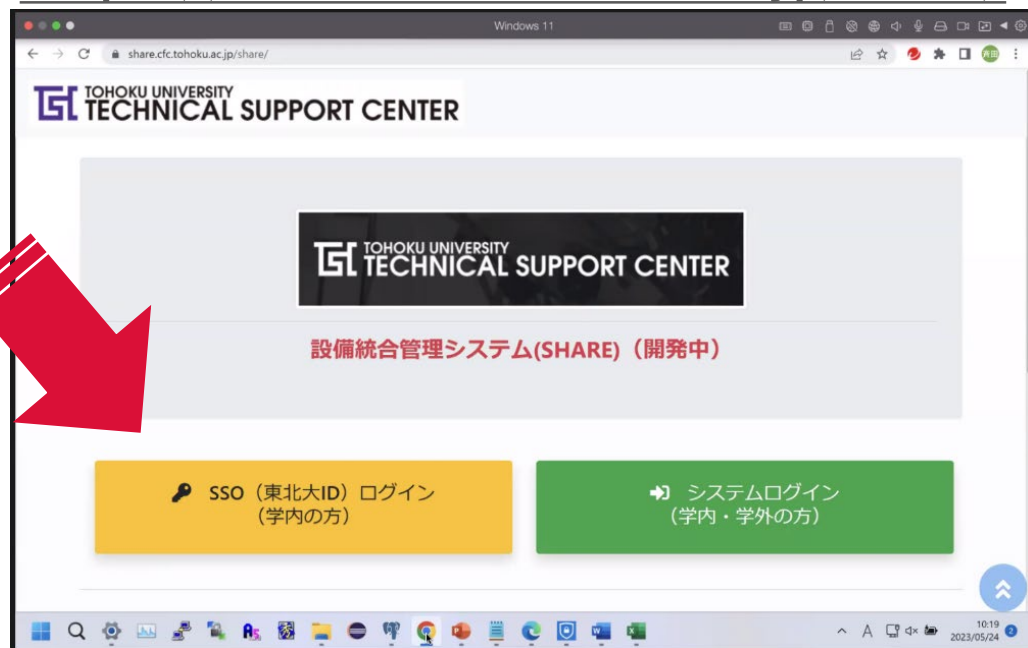 Windows 11
share.cfc.tohoku.ac.jp/share/
TOHOKU UNIVERSITY
TECHNICAL SUPPORT CENTER
TOHOKU UNIVERSITY
TECHNICAL SUPPORT CENTER
設備統合管理システム(SHARE)（開発中）
SSO（東北大ID）ログイン
（学内の方）
システムログイン
（学内・学外の方）
A
10:19
2023/05/24
2